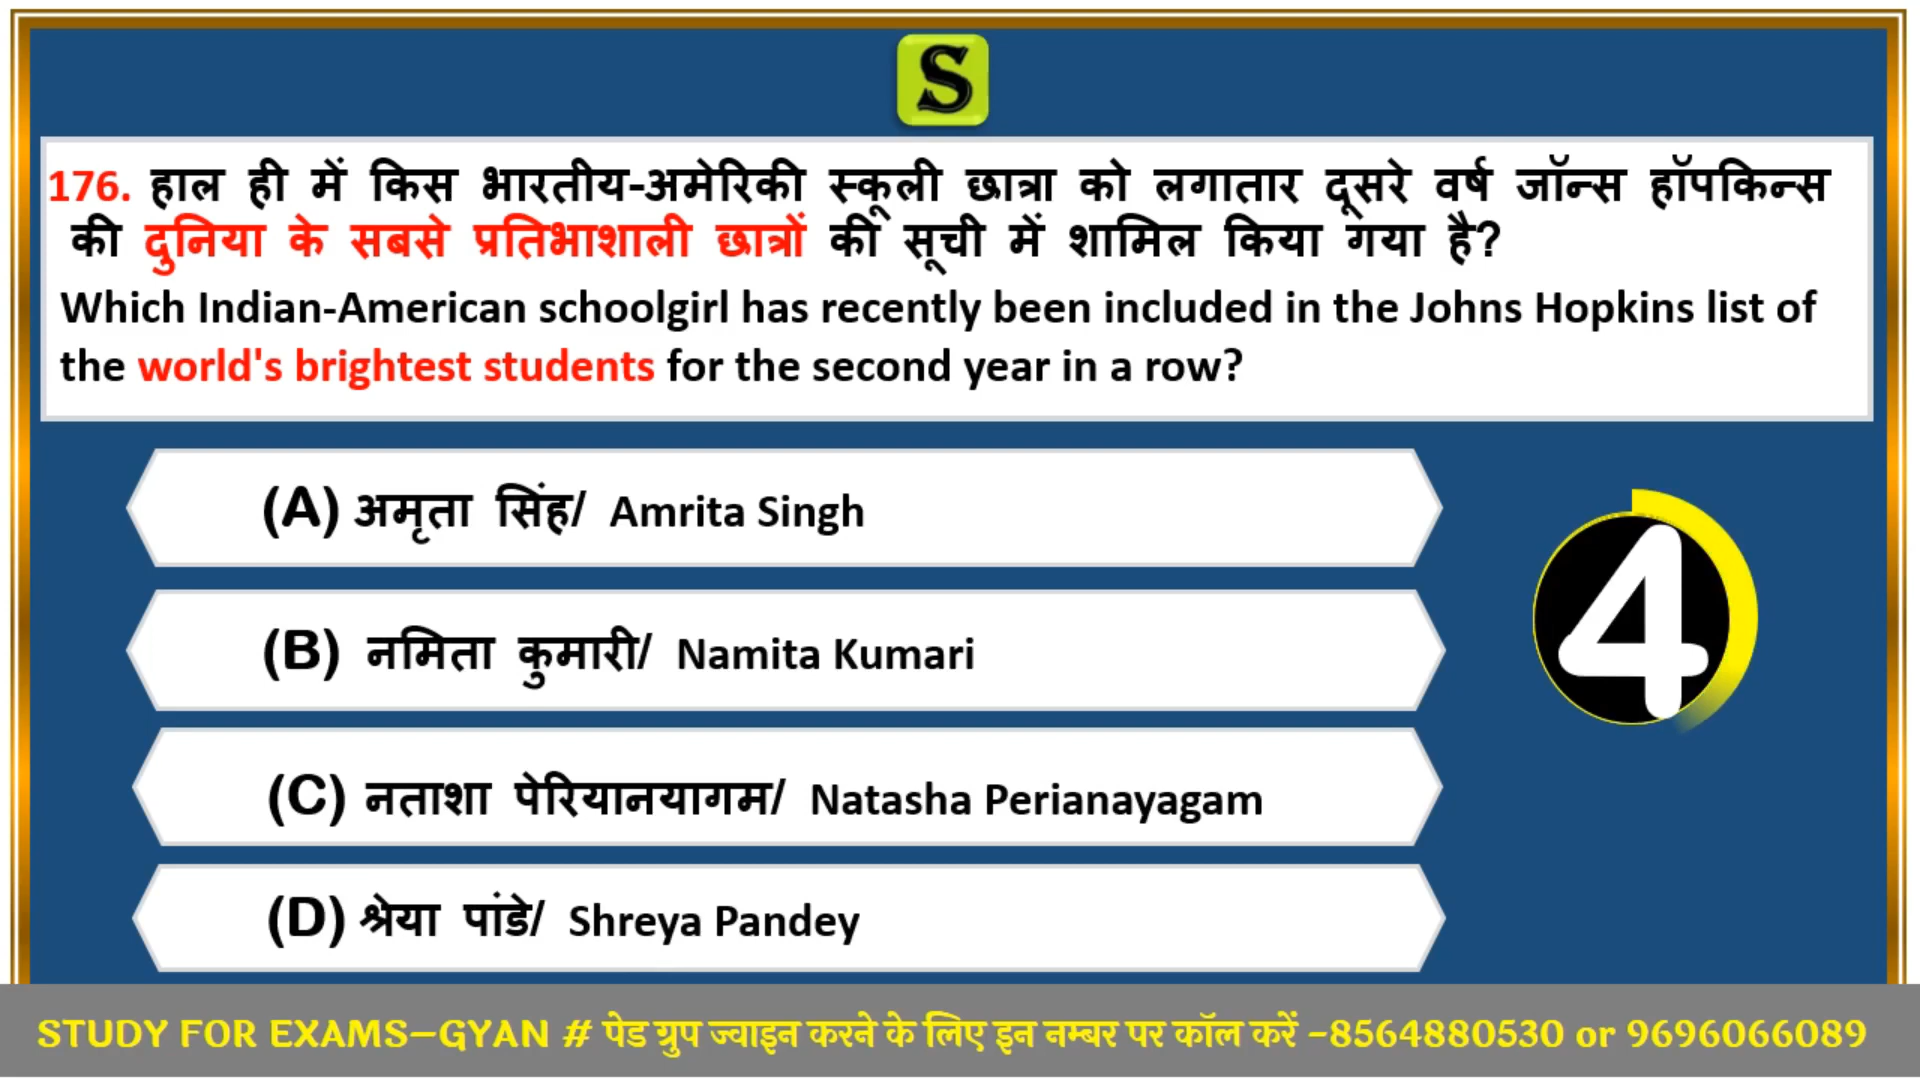 S
176. हाल ही में किस भारतीय-अमेरिकी स्कूली छात्रा को लगातार दूसरे वर्ष जॉन्स हॉपकिन्स
की दुनिया के सबसे प्रतिभाशाली छात्रों की सूची में शामिल किया गया है?
Which Indian-American schoolgirl has recently been included in the Johns Hopkins list of
the world's brightest students for the second year in a row?
(A) अमृता सिंह/ Amrita Singh
(B) नमिता कुमारी/ Namita Kumari
(C) नताशा पेरियानयागम/ Natasha Perianayagam
(D) श्रेया पांडे/ Shreya Pandey
4
STUDY FOR EXAMS–GYAN # पेड ग्रुप ज्वाइन करने के लिए इन नम्बर पर कॉल करें -8564880530 or 9696066089